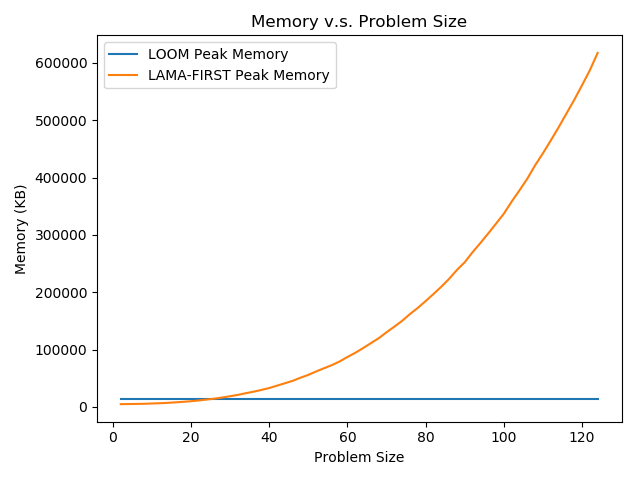 Memory v.s. Problem Size
LOOM Peak Memory
LAMA-FIRST Peak Memory
600000
500000
400000
300000
200000
100000
0
Memory (KB)
0 20 40 60 80 100 120
Problem Size